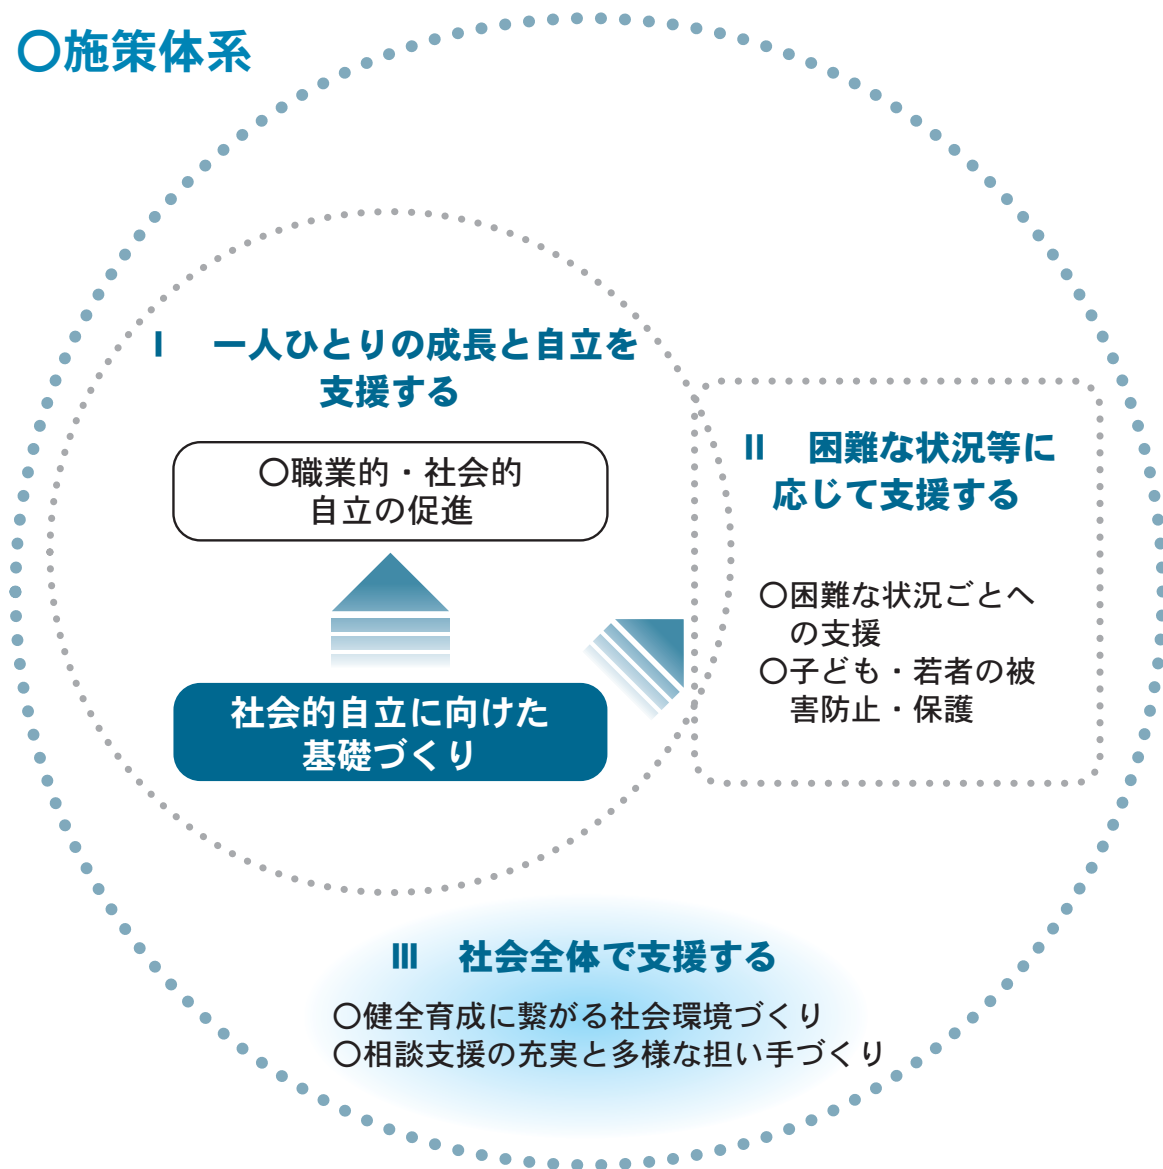 〇施策体系
Ⅰ　一人ひとりの成長と自立を
支援する
〇職業的・社会的
自立の促進
社会的自立に向けた
基礎づくり
Ⅱ　困難な状況等に
応じて支援する
〇困難な状況ごとへ
の支援
〇子ども・若者の被
害防止・保護
Ⅲ　社会全体で支援する
〇健全育成に繋がる社会環境づくり
〇相談支援の充実と多様な担い手づくり